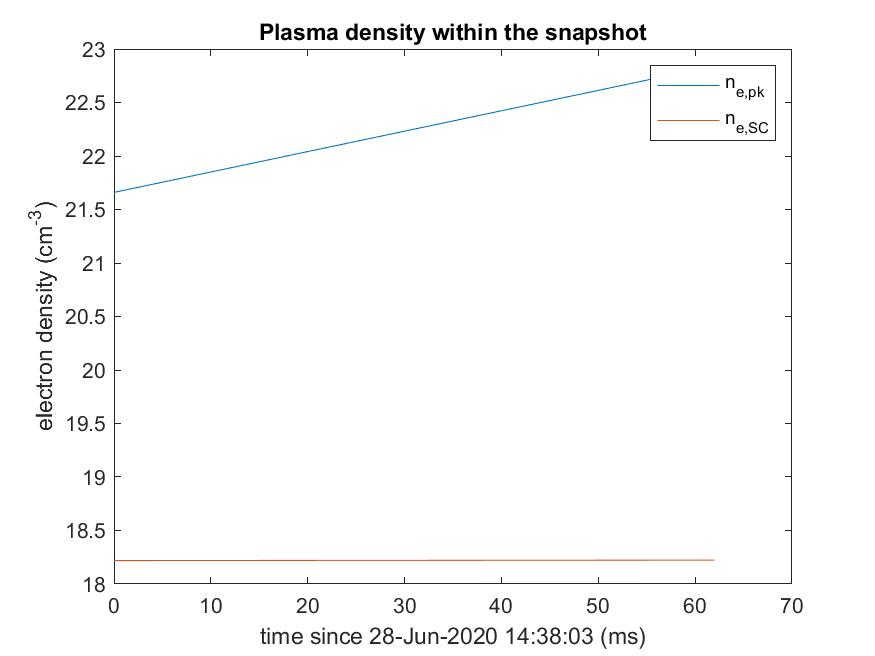 Plasma density within the snapshot
23
22.5
22
21.5
21
20.5
20
19.5
19
18.5
18
electron density (cm-3)
ne,pk
ne,SC
0 10 20 30 40 50 60 70
time since 28-Jun-2020 14:38:03 (ms)